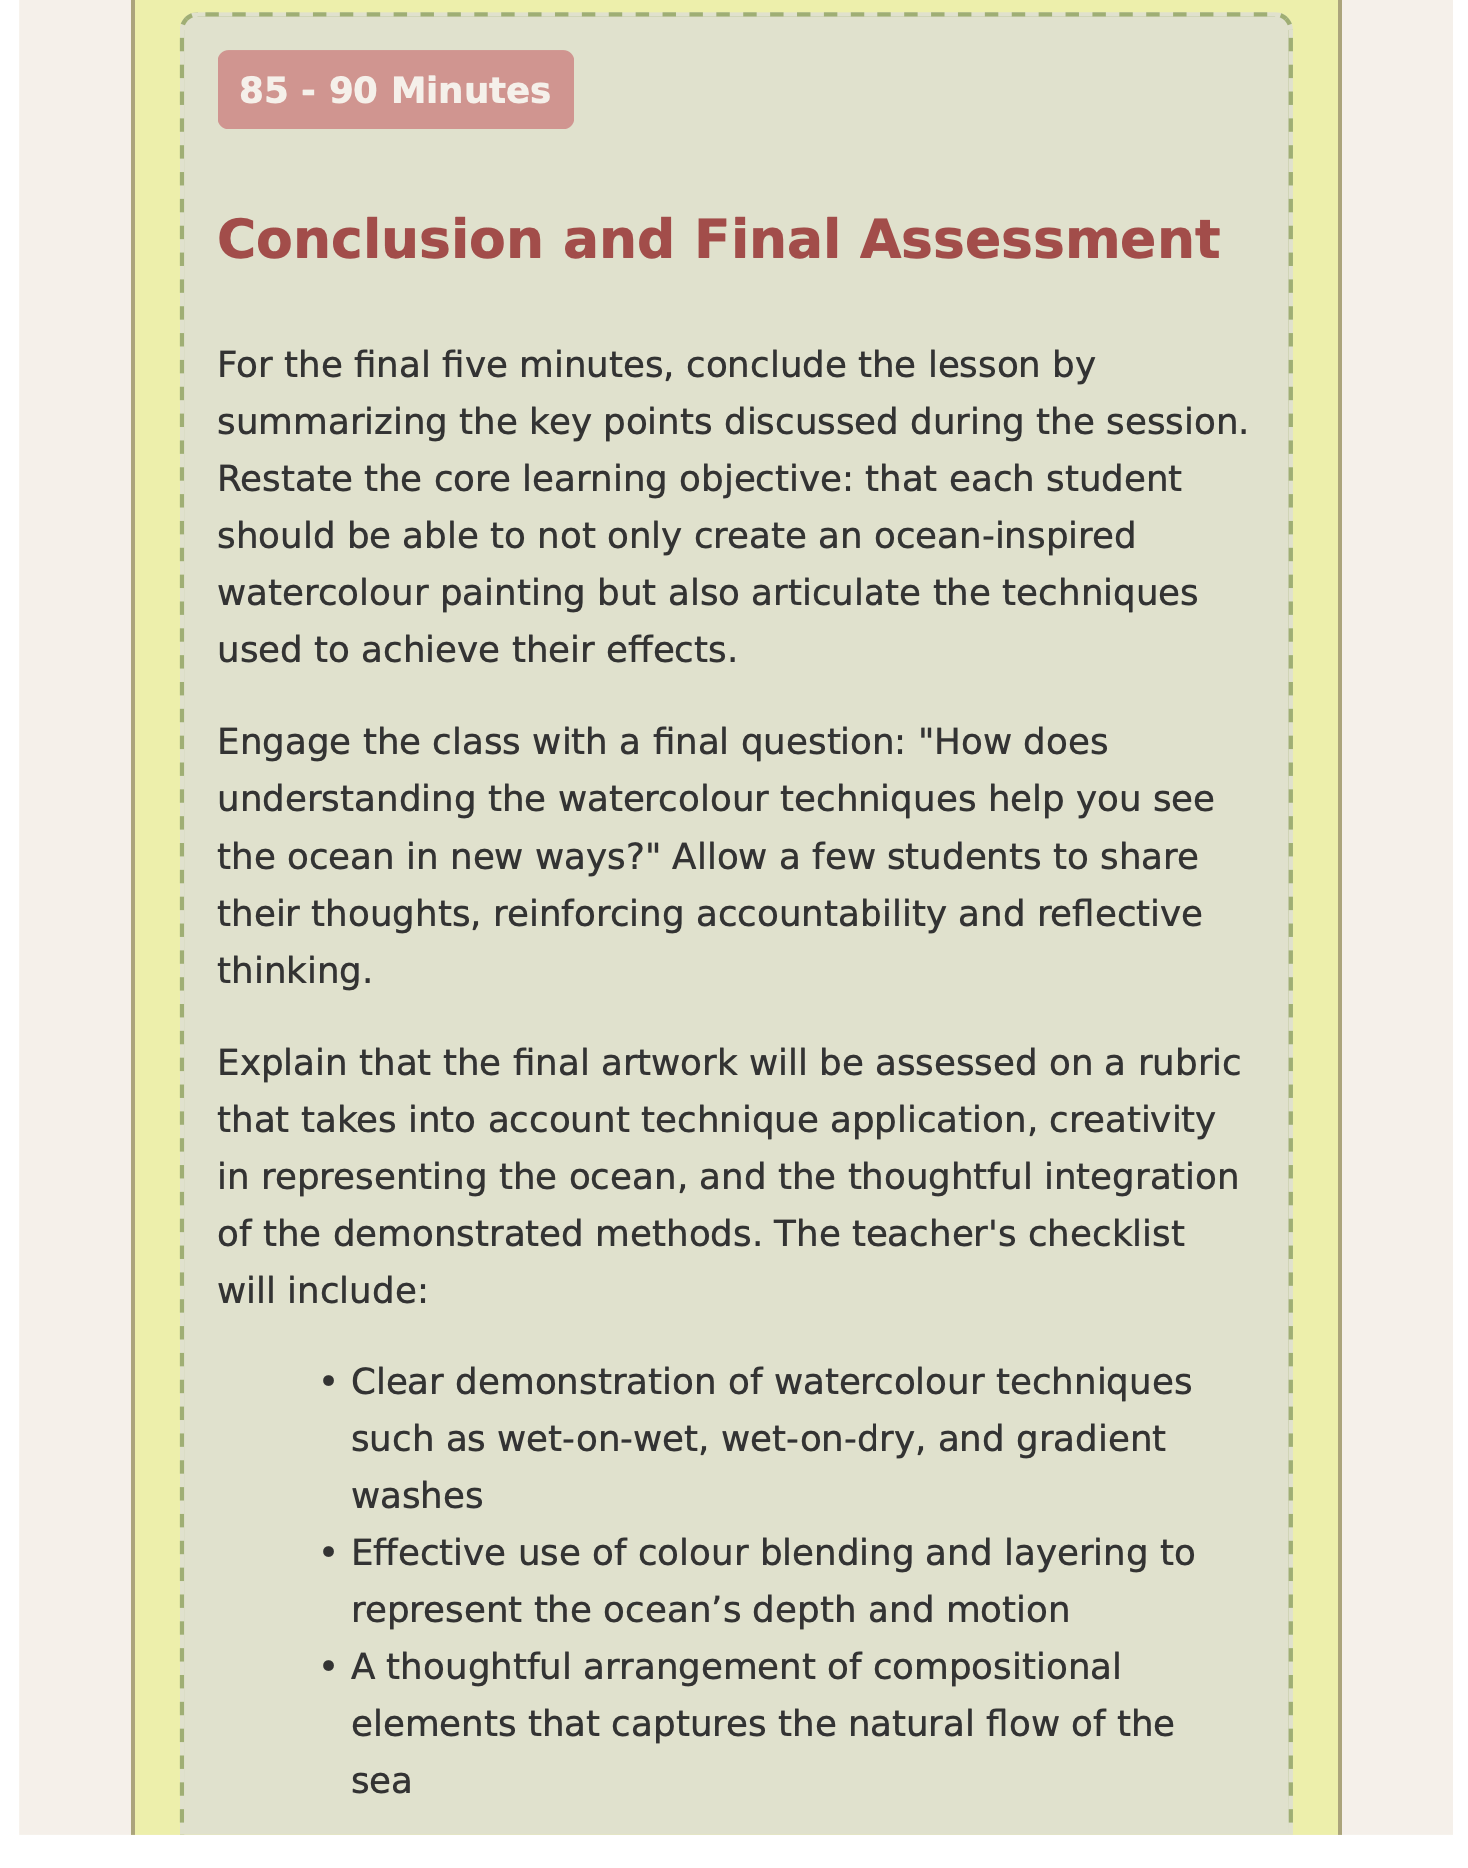 85 - 90 Minutes
Conclusion and Final Assessment
For the final five minutes, conclude the lesson by
summarizing the key points discussed during the session.
Restate the core learning objective: that each student
should be able to not only create an ocean-inspired
watercolour painting but also articulate the techniques
used to achieve their effects.
Engage the class with a final question: "How does
understanding the watercolour techniques help you see
the ocean in new ways?" Allow a few students to share
their thoughts, reinforcing accountability and reflective
thinking.
Explain that the final artwork will be assessed on a rubric
that takes into account technique application, creativity
in representing the ocean, and the thoughtful integration
of the demonstrated methods. The teacher's checklist
will include:
• Clear demonstration of watercolour techniques
such as wet-on-wet, wet-on-dry, and gradient
washes
• Effective use of colour blending and layering to
represent the ocean’s depth and motion
• A thoughtful arrangement of compositional
elements that captures the natural flow of the
sea